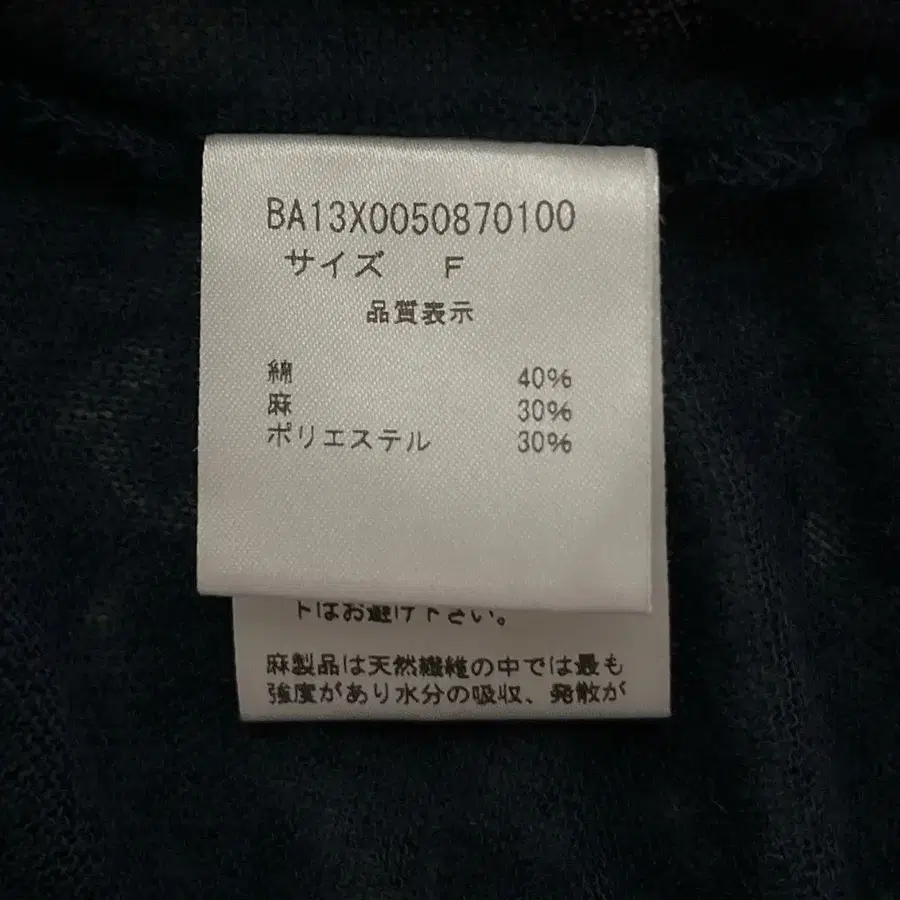 BA13X0050870100
サイズ F
品質表示
綿 40%
麻 30%
ポリエステル 30%
トはお避け下さい。
麻製品は天然繊維の中では最も
強度があり水分の吸収、発散が